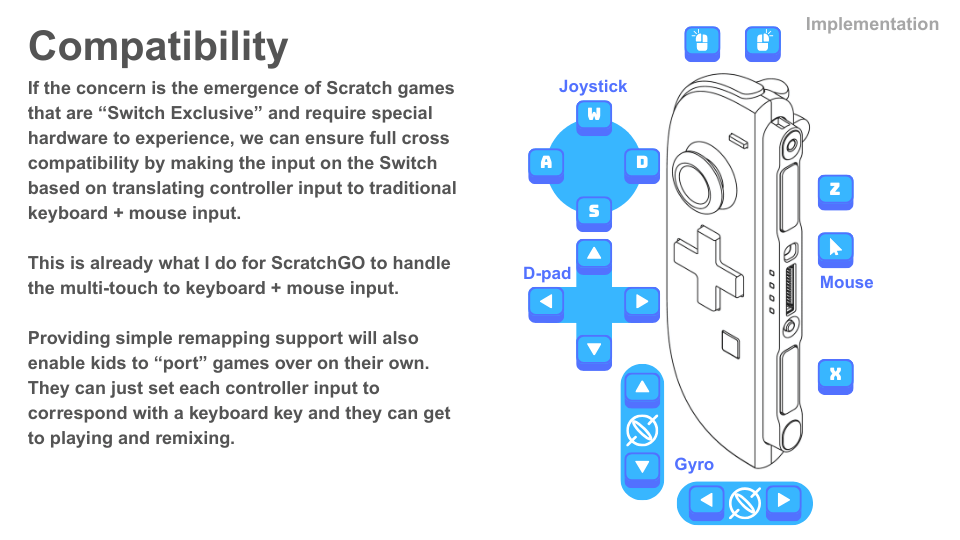 Implementation
Compatibility
If the concern is the emergence of Scratch games
that are “Switch Exclusive” and require special
hardware to experience, we can ensure full cross
compatibility by making the input on the Switch
based on translating controller input to traditional
keyboard + mouse input.
This is already what I do for ScratchGO to handle
the multi-touch to keyboard + mouse input.
Providing simple remapping support will also
enable kids to “port” games over on their own.
They can just set each controller input to
correspond with a keyboard key and they can get
to playing and remixing.
Joystick
W
A
D
S
D-pad
Z
Mouse
X
Gyro